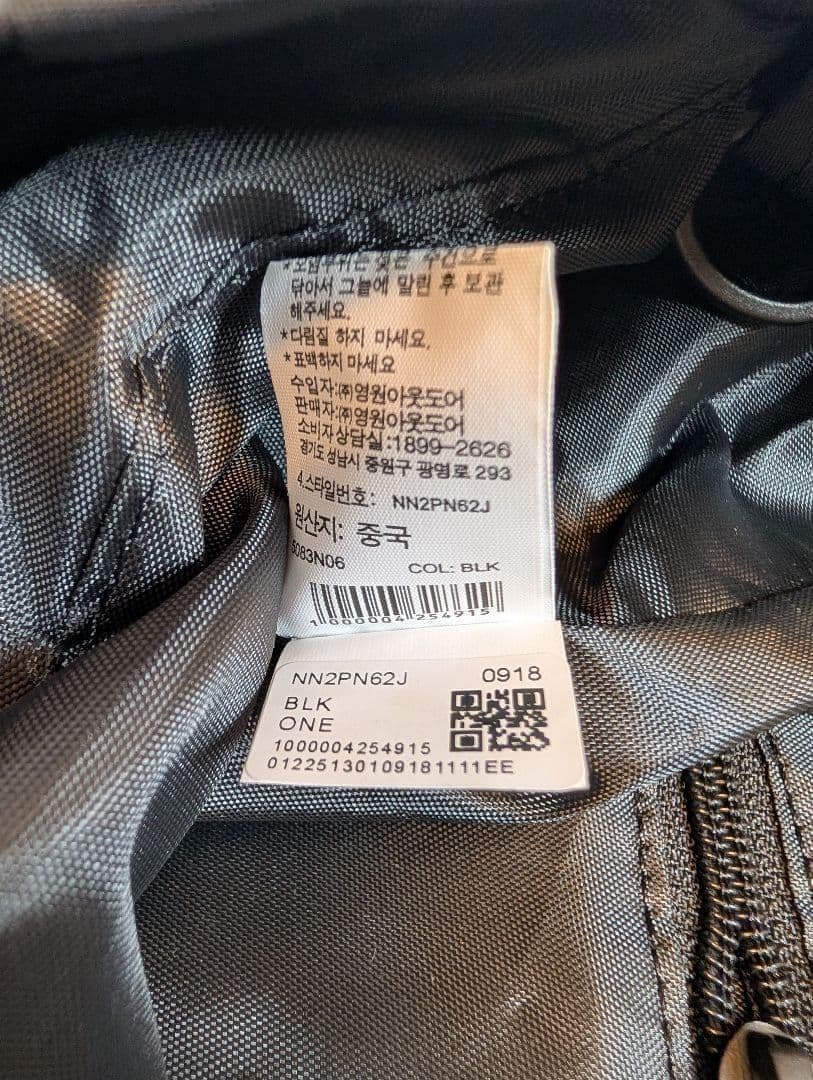 닦아서 그늘에 말린 후 보관
해주세요.
*다림질 하지 마세요.
*표백하지 마세요
수입자:㈜영원아웃도어
판매자:㈜영원아웃도어
소비자상담실:1899-2626
경기도 성남시 중원구 광명로 293
4.스타일번호: NN2PN62J
원산지: 중국
6083N06 COL: BLK
1000004254915
NN2PN62J 0918
BLK
ONE
1000004254915
01225130109181111EE